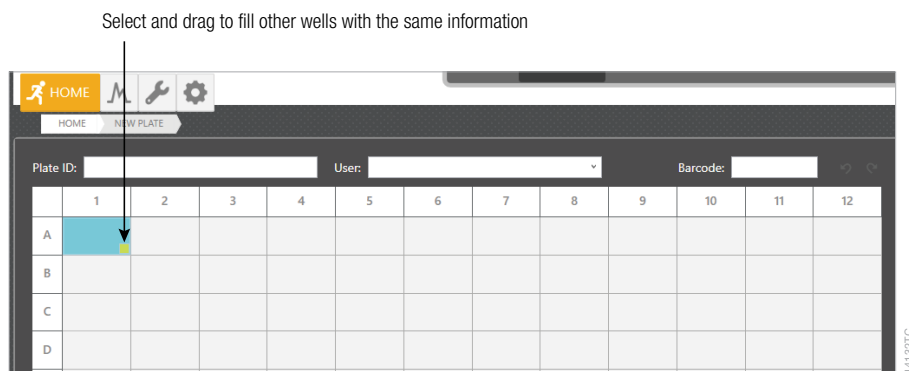 Select and drag to fill other wells with the same information
HOME
HOME NEW PLATE
Plate ID: User: Barcode:
1 2 3 4 5 6 7 8 9 10 11 12
A
B
C
D